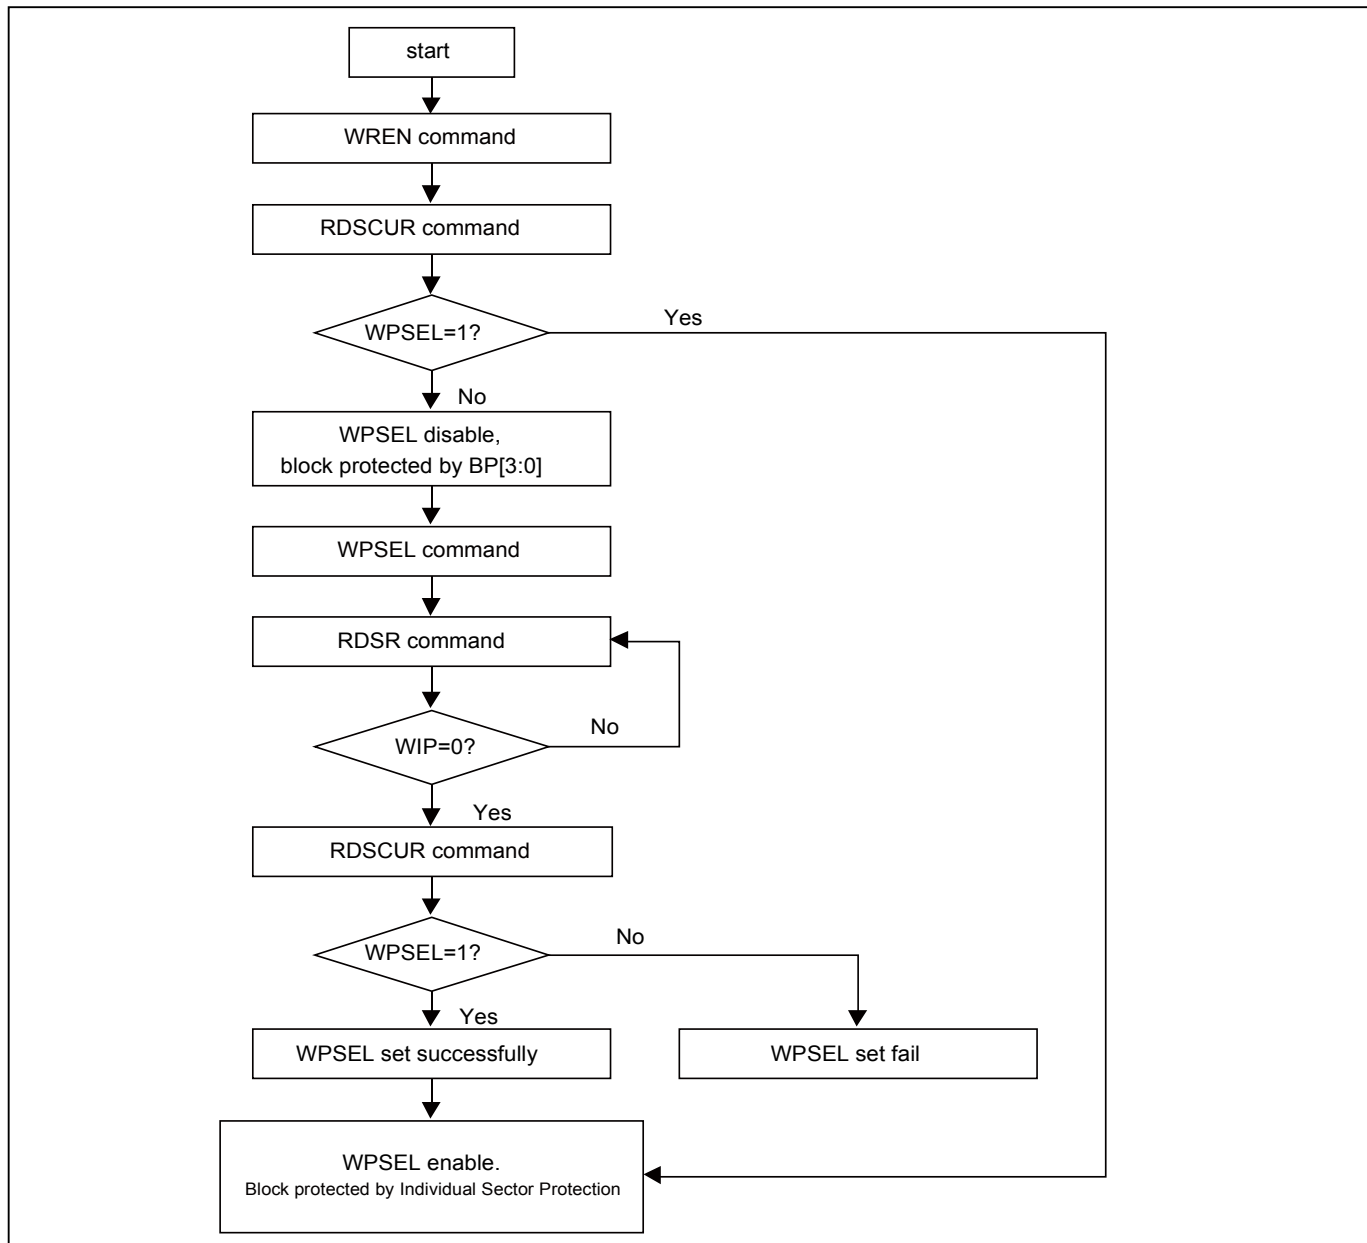 start
WREN command
RDSCUR command
WPSEL=1?
Yes
No
WPSEL disable,
block protected by BP[3:0]
WPSEL command
RDSR command
WIP=0?
No
Yes
RDSCUR command
WPSEL=1?
No
Yes
WPSEL set successfully
WPSEL set fail
WPSEL enable.
Block protected by Individual Sector Protection